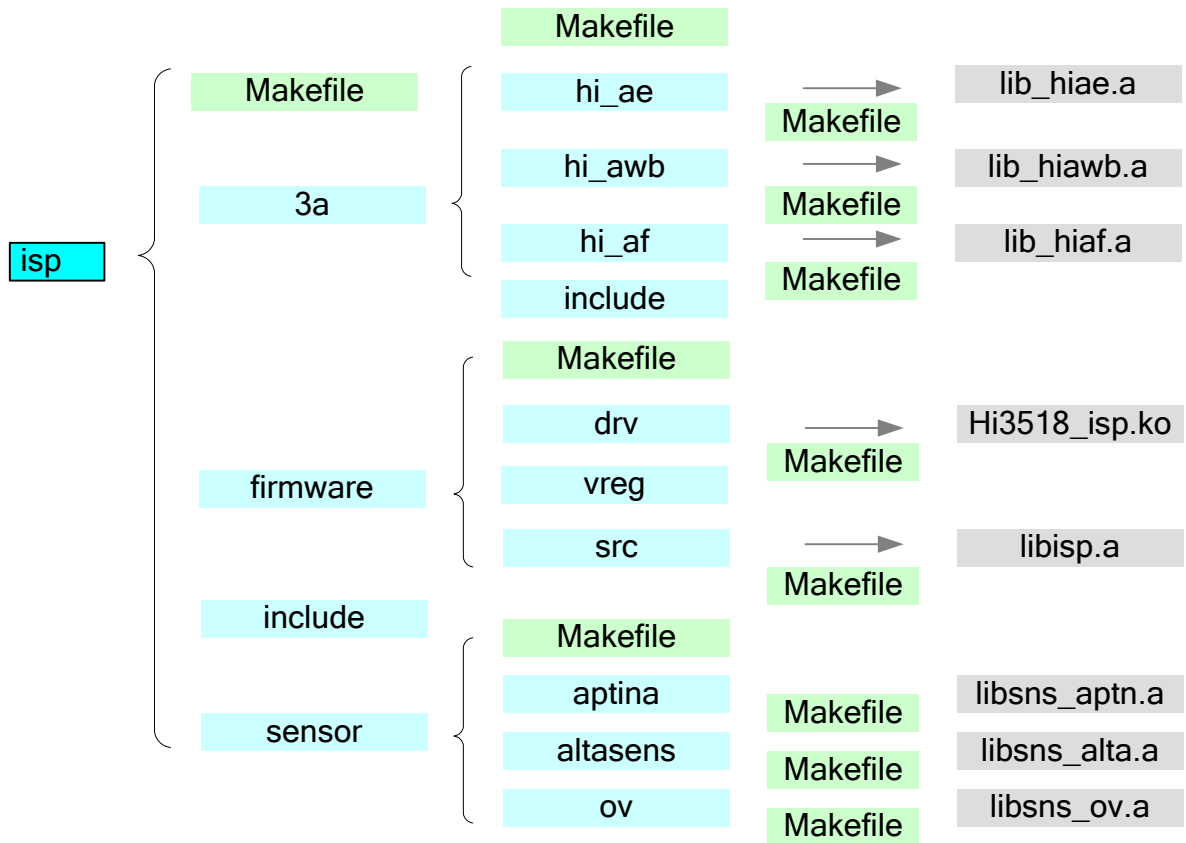 Makefile
Makefile
hi_ae
lib_hiae.a
Makefile
hi_awb
lib_hiawb.a
3a
Makefile
hi_af
lib_hiaf.a
isp
Makefile
include
Makefile
drv
Hi3518_isp.ko
Makefile
firmware
vreg
src
libisp.a
Makefile
include
Makefile
aptina
libsns_aptn.a
Makefile
sensor
altasens
libsns_alta.a
Makefile
ov
libsns_ov.a
Makefile